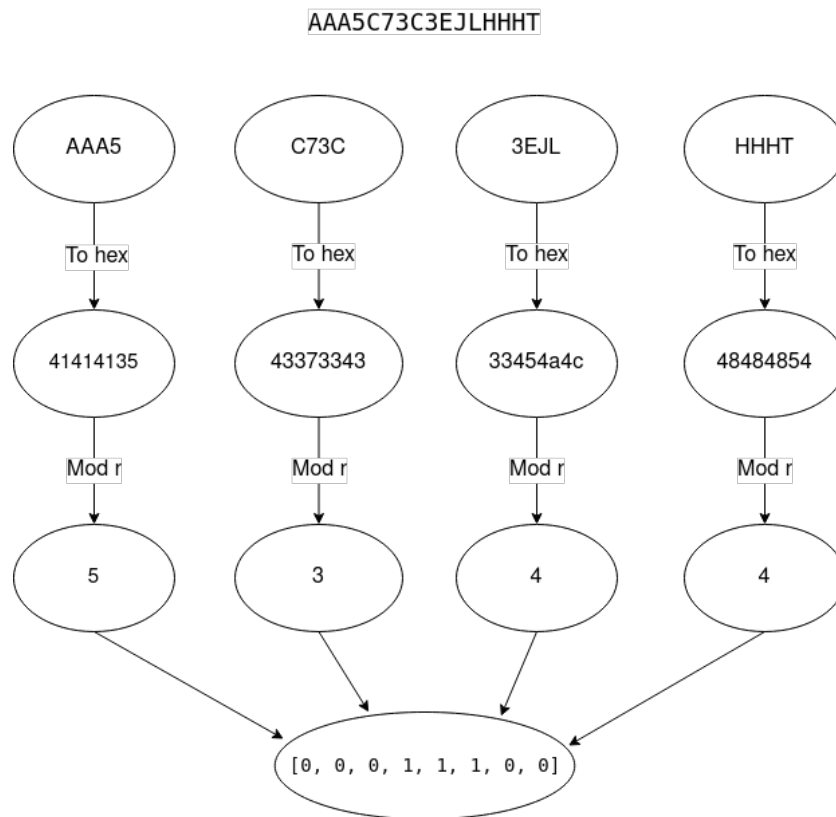 AAA5C73C3EJLHHHT
AAA5 C73C 3EJL HHHT
To hex To hex To hex To hex
41414135 43373343 33454a4c 48484854
Mod r Mod r Mod r Mod r
5 3 4 4
[0, 0, 0, 1, 1, 1, 0, 0]